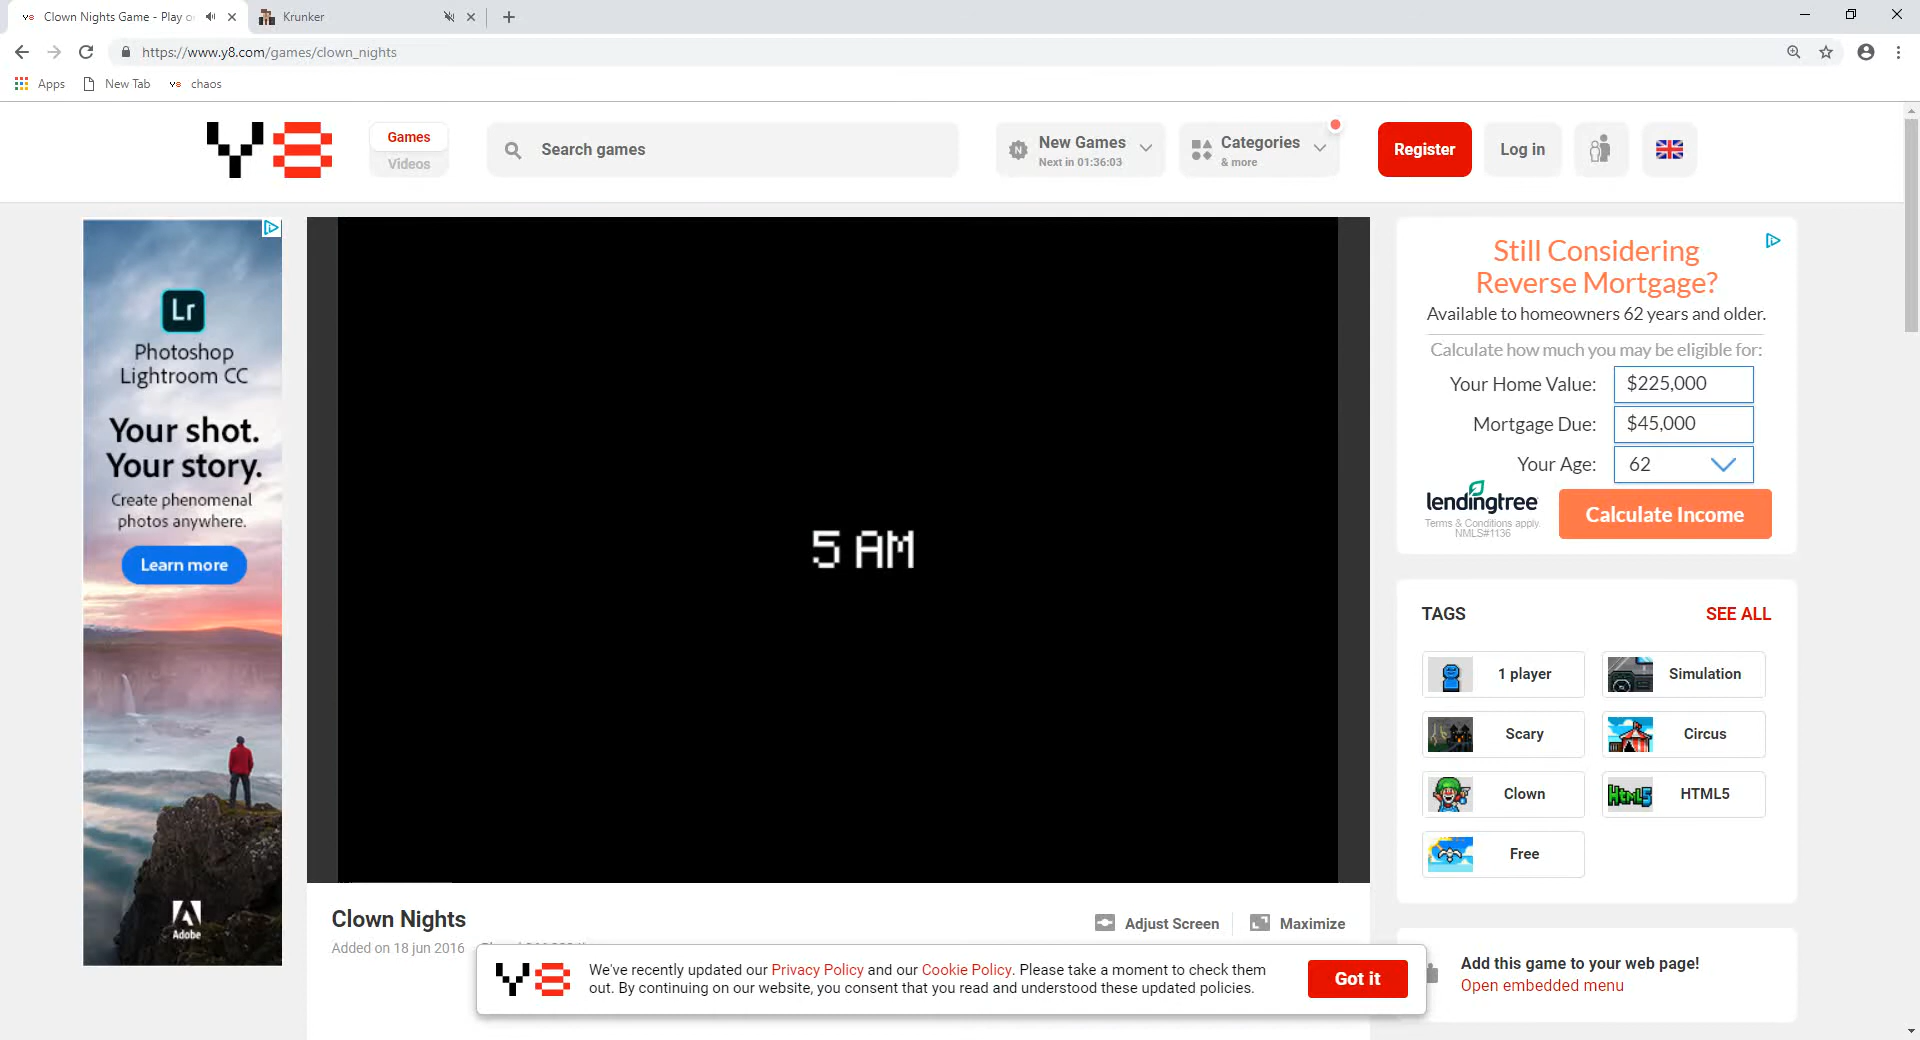 Clown Nights Game - Play o
Krunker
https://www.y8.com/games/clown_nights
Apps
New Tab
chaos
Y8
Games
Videos
Search games
New Games
Next in 01:36:03
Categories
& more
Register
Log in
Lr
Photoshop
Lightroom CC
Your shot.
Your story.
Create phenomenal
photos anywhere.
Learn more
Adobe
5 AM
Still Considering
Reverse Mortgage?
Available to homeowners 62 years and older.
Calculate how much you may be eligible for:
Your Home Value: $225,000
Mortgage Due: $45,000
Your Age: 62
lendingtree
Terms & Conditions apply.
NMLS#1136
Calculate Income
TAGS
SEE ALL
1 player
Simulation
Scary
Circus
Clown
HTML5
Free
Clown Nights
Added on 18 jun 2016
Adjust Screen
Maximize
Y8
We've recently updated our Privacy Policy and our Cookie Policy. Please take a moment to check them
out. By continuing on our website, you consent that you read and understood these updated policies.
Got it
Add this game to your web page!
Open embedded menu